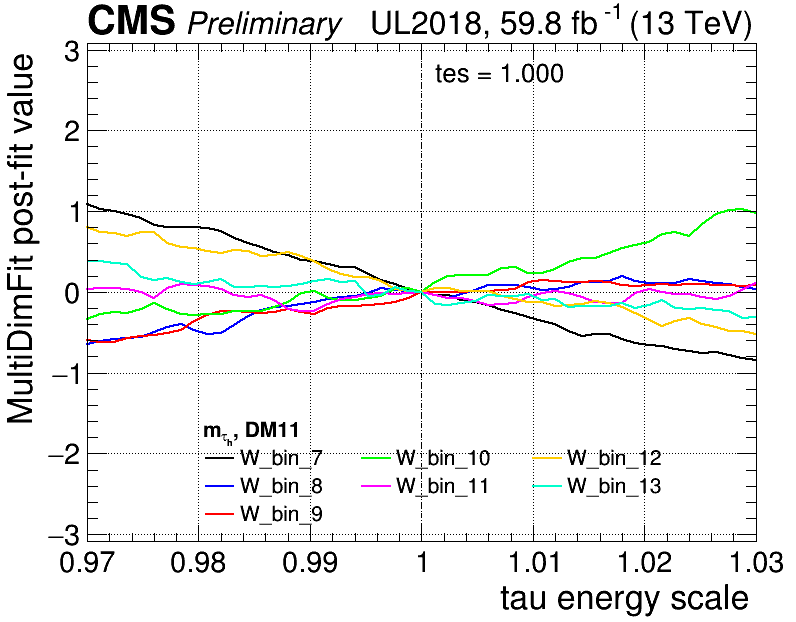 CMS Preliminary UL2018, 59.8 fb⁻¹ (13 TeV)
MultiDimFit post-fit value
3
2
1
0
−1
−2
−3
tes = 1.000
m_τₕ, DM11
W_bin_7 W_bin_10 W_bin_12
W_bin_8 W_bin_11 W_bin_13
W_bin_9
0.97 0.98 0.99 1 1.01 1.02 1.03
tau energy scale